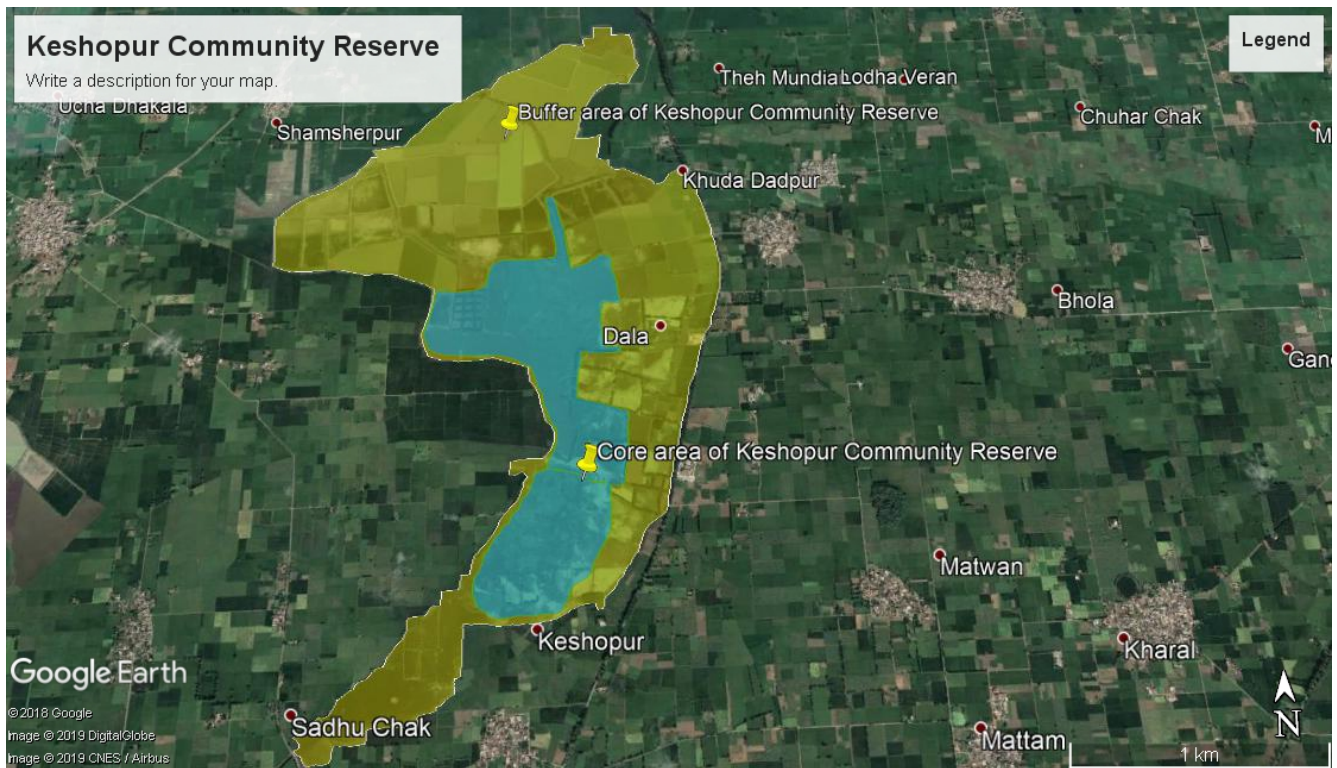 Keshopur Community Reserve
Write a description for your map.
Legend
Theh Mundia
Lodha Veran
Ucha Dhakala
Shamsherpur
Buffer area of Keshopur Community Reserve
Chuhar Chak
M
Khuda Dadpur
Bhola
Dala
Gan
Core area of Keshopur Community Reserve
Matwan
Keshopur
Kharal
Google Earth
N
Sadhu Chak
Mattam
1 km
© 2018 Google
Image © 2019 DigitalGlobe
Image © 2019 CNES / Airbus